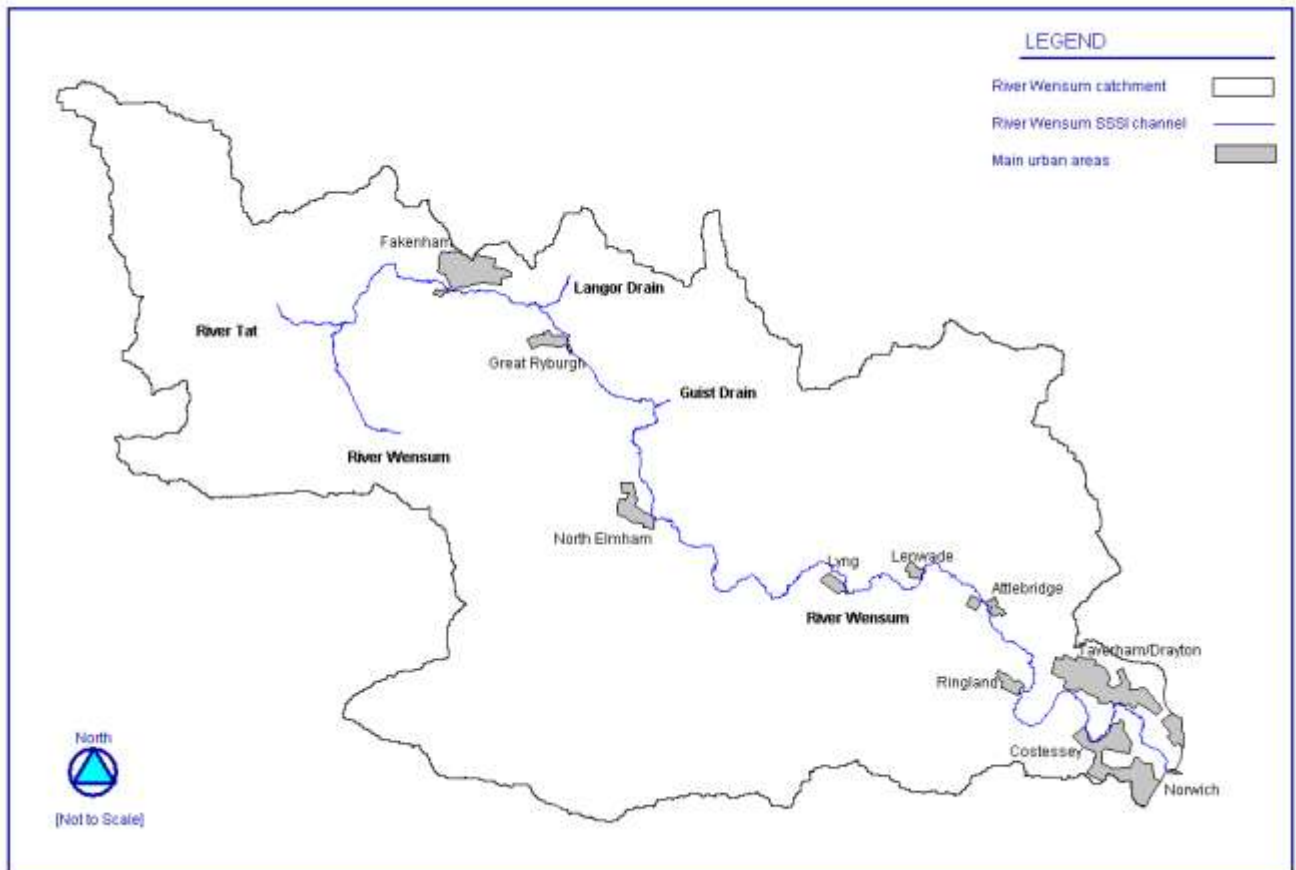 LEGEND
River Wensum catchment
River Wensum SSSI channel
Main urban areas
Fakenham
Langor Drain
River Tat
Great Ryburgh
Guist Drain
River Wensum
North Elmham
Lyng
Lenwade
Attlebridge
River Wensum
Taverham/Drayton
Ringland
Costessey
Norwich
North
[Not to Scale]